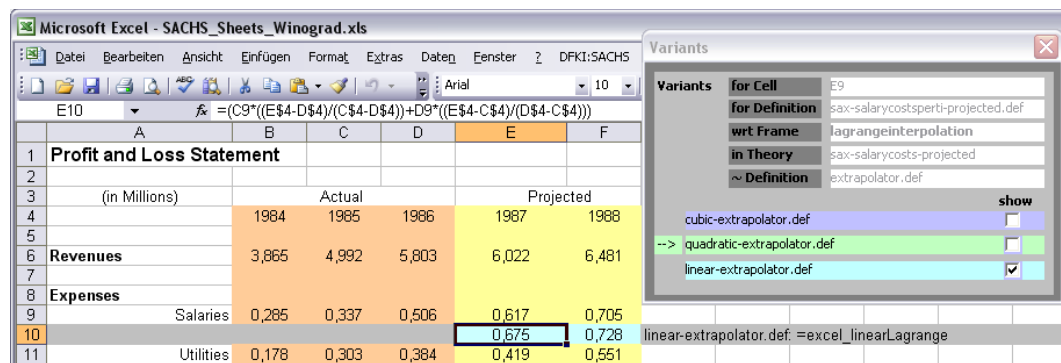 Microsoft Excel - SACHS_Sheets_Winograd.xls
Datei Bearbeiten Ansicht Einfügen Format Extras Daten Fenster ? DFKI:SACHS
Arial 10
E10 fx =(C9*((E$4-D$4)/(C$4-D$4))+D9*((E$4-C$4)/(D$4-C$4)))
A B C D E F
1 Profit and Loss Statement
2
3 (in Millions) Actual Projected
4 1984 1985 1986 1987 1988
5
6 Revenues 3,865 4,992 5,803 6,022 6,481
7
8 Expenses
9 Salaries 0,285 0,337 0,506 0,617 0,705
10 0,675 0,728 linear-extrapolator.def: =excel_linearLagrange
11 Utilities 0,178 0,303 0,384 0,419 0,551
Variants
Variants for Cell E9
for Definition sax-salarycostsperti-projected.def
wrt Frame lagrangeinterpolation
in Theory sax-salarycosts-projected
~ Definition extrapolator.def
show
cubic-extrapolator.def
--> quadratic-extrapolator.def
linear-extrapolator.def